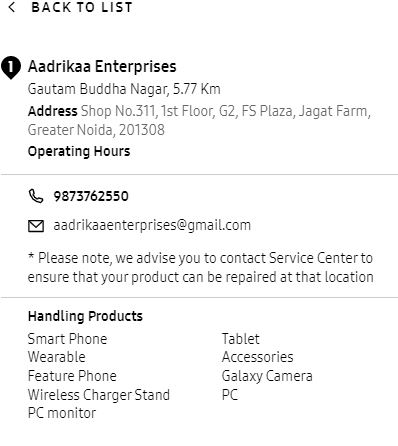 BACK TO LIST
1 Aadrikaa Enterprises
Gautam Buddha Nagar, 5.77 Km
Address Shop No.311, 1st Floor, G2, FS Plaza, Jagat Farm,
Greater Noida, 201308
Operating Hours
9873762550
aadrikaaenterprises@gmail.com
* Please note, we advise you to contact Service Center to
ensure that your product can be repaired at that location
Handling Products
Smart Phone Tablet
Wearable Accessories
Feature Phone Galaxy Camera
Wireless Charger Stand PC
PC monitor